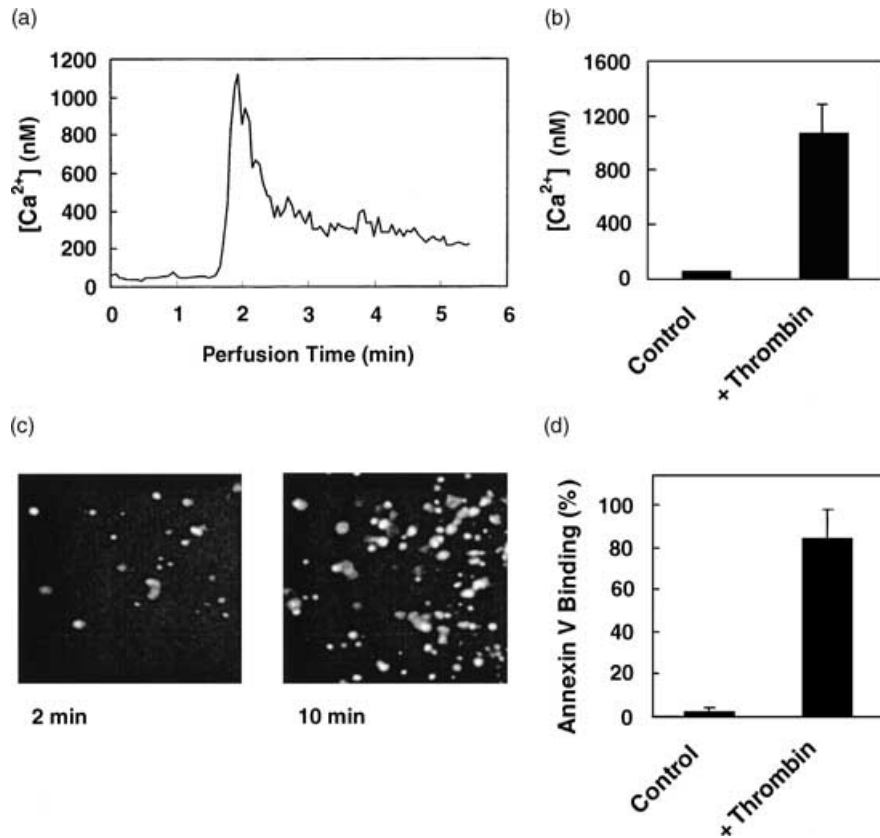 (a)
1200
1000
800
600
400
200
0
[Ca²⁺] (nM)
0 1 2 3 4 5 6
Perfusion Time (min)
(b)
1600
1200
800
400
0
[Ca²⁺] (nM)
Control
+ Thrombin
(c)
2 min
10 min
(d)
100
80
60
40
20
0
Annexin V Binding (%)
Control
+ Thrombin